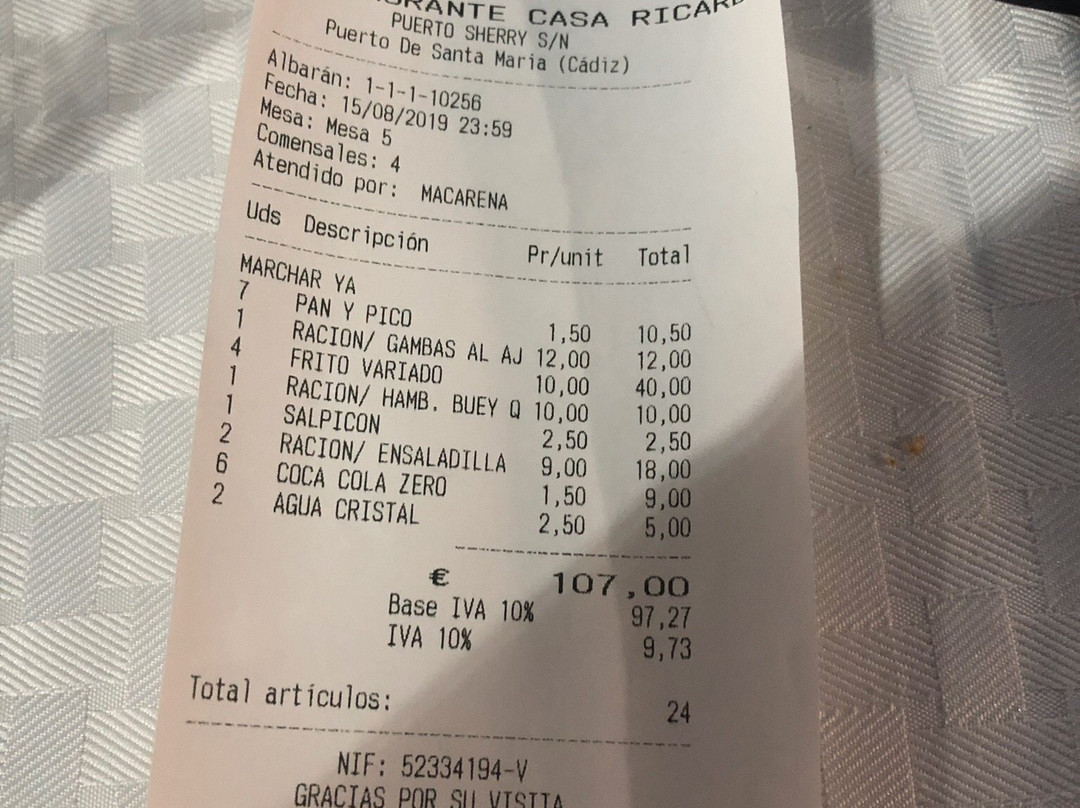 CASA
PUERTO SHERRY S/N
Puerto De Santa Maria (Cádiz)
Albarán: 1-1-1-10256
Fecha: 15/08/2019 23:59
Mesa: Mesa 5
Comensales: 4
Atendido por: MACARENA
Uds Descripción Pr/unit Total
MARCHAR YA
7 PAN Y PICO 1,50 10,50
1 RACION/ GAMBAS AL AJ 12,00 12,00
4 FRITO VARIADO 10,00 40,00
1 RACION/ HAMB. BUEY Q 10,00 10,00
1 SALPICON 2,50 2,50
2 RACION/ ENSALADILLA 9,00 18,00
6 COCA COLA ZERO 1,50 9,00
2 AGUA CRISTAL 2,50 5,00
€ 107,00
Base IVA 10% 97,27
IVA 10% 9,73
Total artículos: 24
NIF: 52334194-V
GRACIAS POR SU VISITA